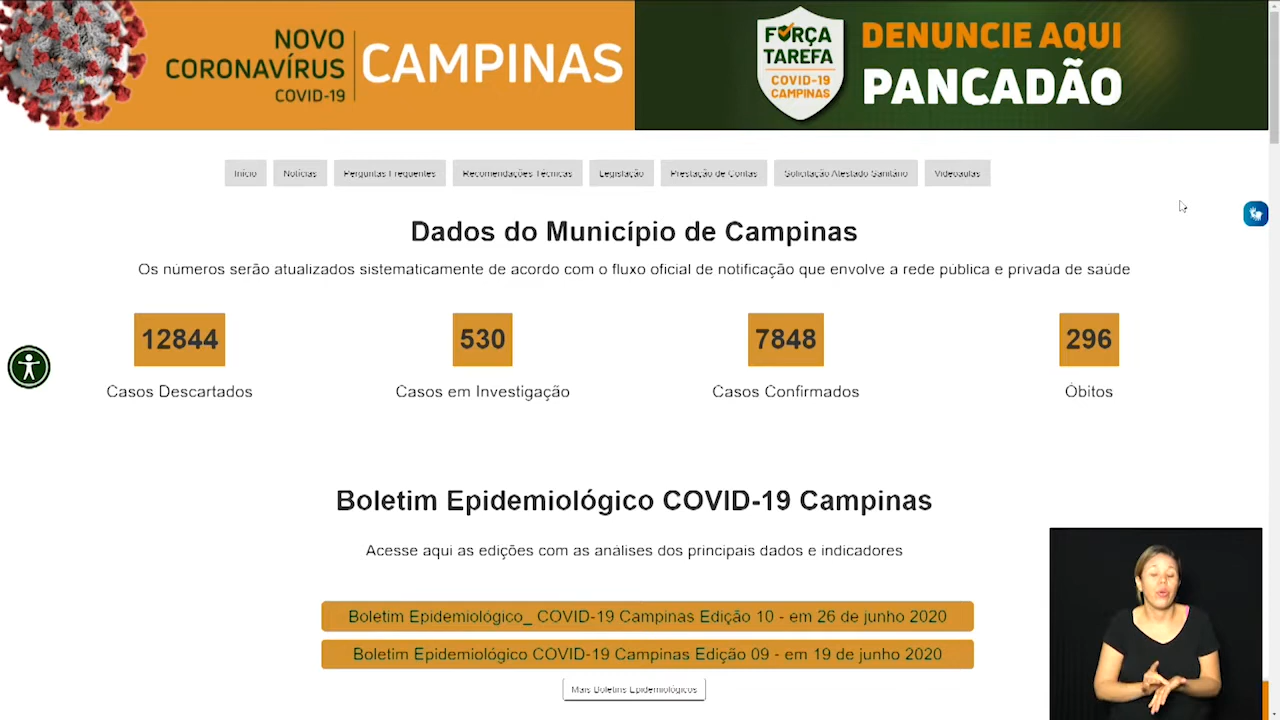 NOVO
CORONAVÍRUS
COVID-19
CAMPINAS
FORÇA
TAREFA
COVID-19
CAMPINAS
DENUNCIE AQUI
PANCADÃO
Início
Notícias
Perguntas Frequentes
Recomendações Técnicas
Legislação
Prestação de Contas
Solicitação Atestado Sanitário
Videoaulas
Dados do Município de Campinas
Os números serão atualizados sistematicamente de acordo com o fluxo oficial de notificação que envolve a rede pública e privada de saúde
12844
530
7848
296
Casos Descartados
Casos em Investigação
Casos Confirmados
Óbitos
Boletim Epidemiológico COVID-19 Campinas
Acesse aqui as edições com as análises dos principais dados e indicadores
Boletim Epidemiológico_ COVID-19 Campinas Edição 10 - em 26 de junho 2020
Boletim Epidemiológico COVID-19 Campinas Edição 09 - em 19 de junho 2020
Mais Boletins Epidemiológicos